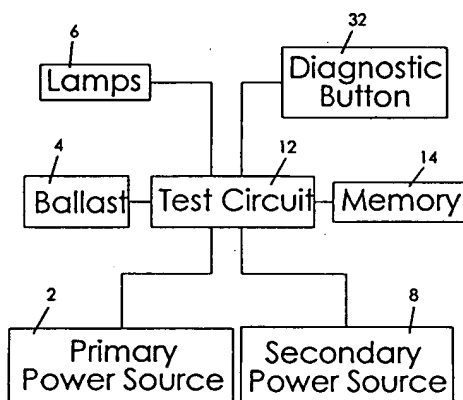 6
Lamps
32
Diagnostic
Button
4
Ballast
12
Test Circuit
14
Memory
2
Primary
Power Source
8
Secondary
Power Source